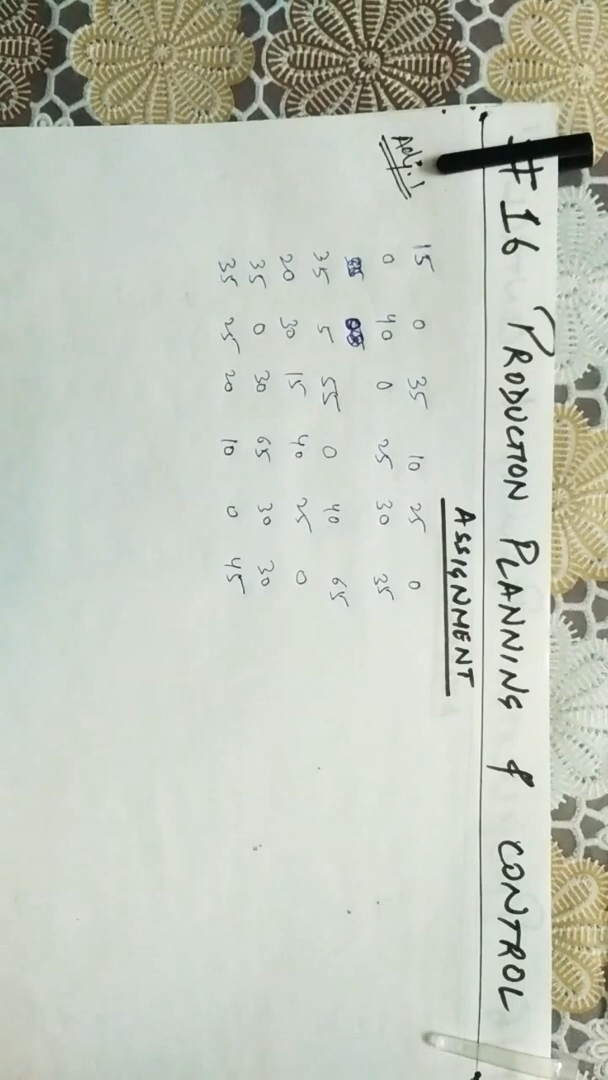 #16 PRODUCTION PLANNING & CONTROL
ASSIGNMENT
Adj.1
15 0 35 10 25 0
0 40 0 25 30 35
35 5 55 0 40 65
20 30 15 40 25 0
35 0 30 65 30 30
35 25 20 10 0 45